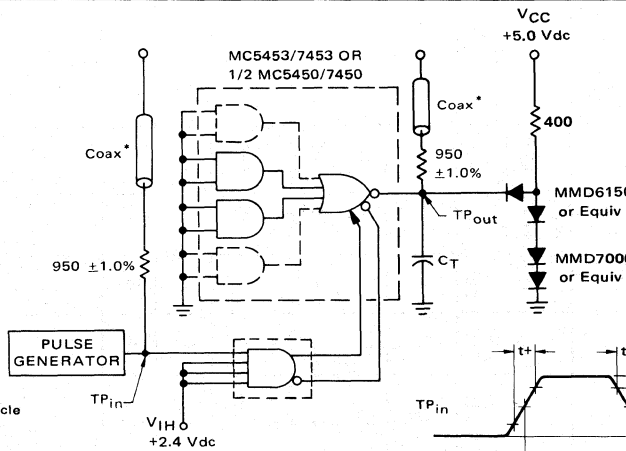 VCC
+5.0 Vdc
MC5453/7453 OR
1/2 MC5450/7450
Coax*
Coax*
400
950
±1.0%
MMD6150
or Equiv
TPout
950 ±1.0%
CT
MMD7000
or Equiv
PULSE
GENERATOR
TPin
VIH
+2.4 Vdc
t+
TPin